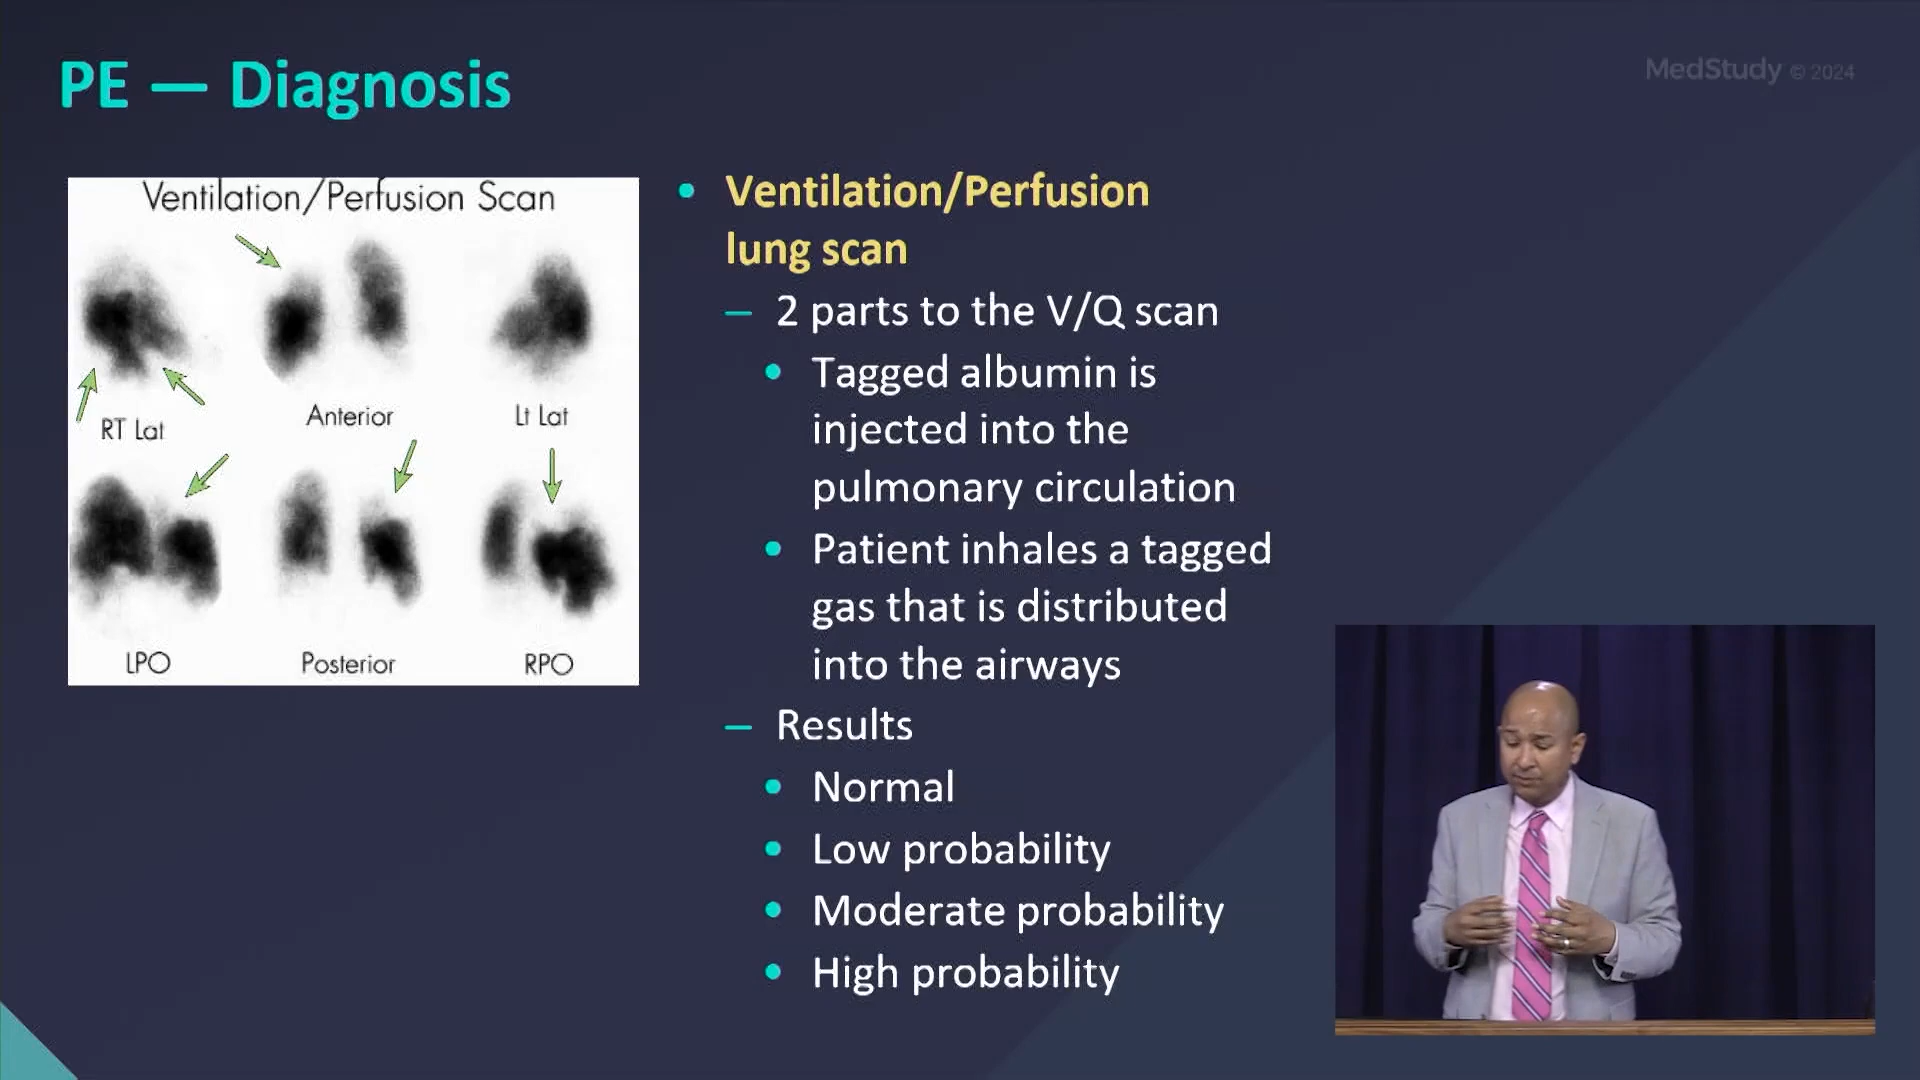 PE — Diagnosis
MedStudy © 2024
Ventilation/Perfusion Scan
RT Lat
Anterior
Lt Lat
LPO
Posterior
RPO
• Ventilation/Perfusion
lung scan
– 2 parts to the V/Q scan
• Tagged albumin is
injected into the
pulmonary circulation
• Patient inhales a tagged
gas that is distributed
into the airways
– Results
• Normal
• Low probability
• Moderate probability
• High probability